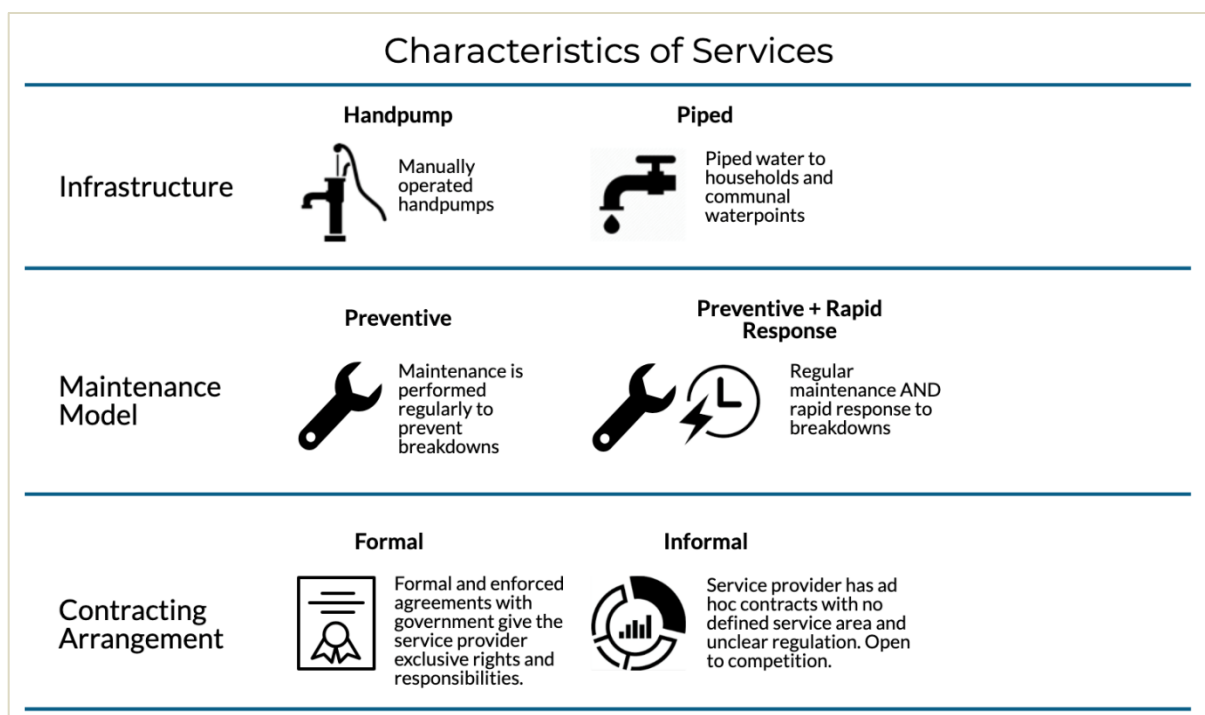 Characteristics of Services
Infrastructure
Handpump
Manually
operated
handpumps
Piped
Piped water to
households and
communal
waterpoints
Maintenance
Model
Preventive
Maintenance is
performed
regularly to
prevent
breakdowns
Preventive + Rapid
Response
Regular
maintenance AND
rapid response to
breakdowns
Contracting
Arrangement
Formal
Formal and enforced
agreements with
government give the
service provider
exclusive rights and
responsibilities.
Informal
Service provider has ad
hoc contracts with no
defined service area and
unclear regulation. Open
to competition.